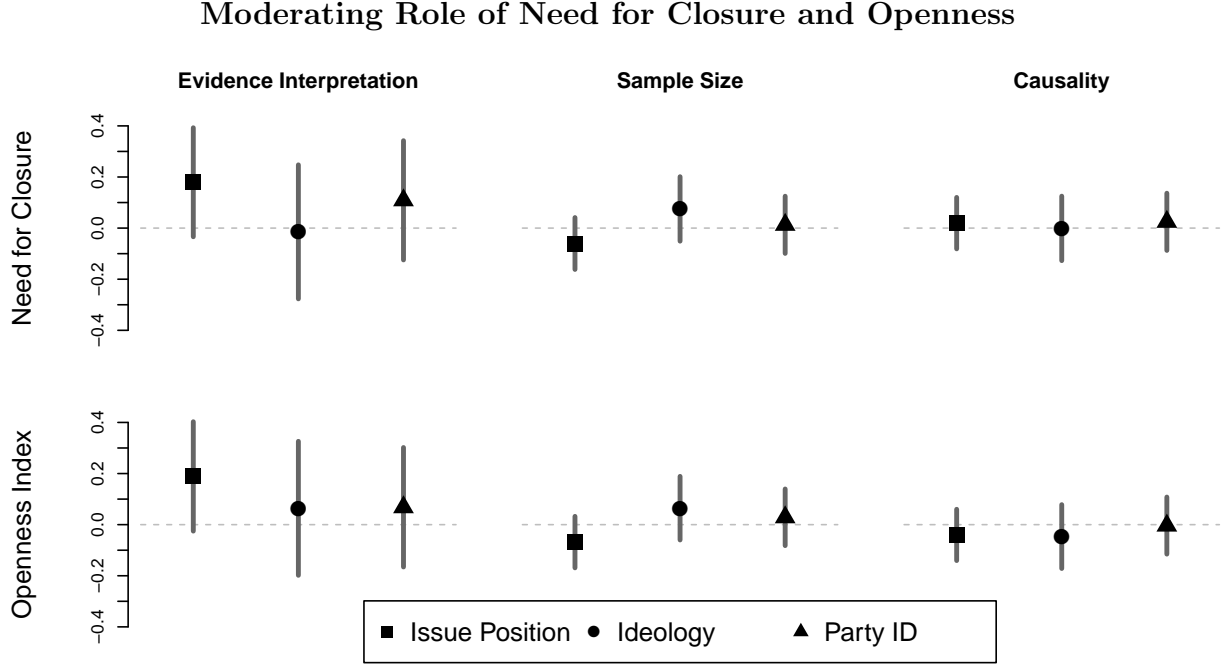 Moderating Role of Need for Closure and Openness
Evidence Interpretation Sample Size Causality
Need for Closure
0.4
0.2
0.0
−0.2
−0.4
Openness Index
0.4
0.2
0.0
−0.2
−0.4
Issue Position Ideology Party ID